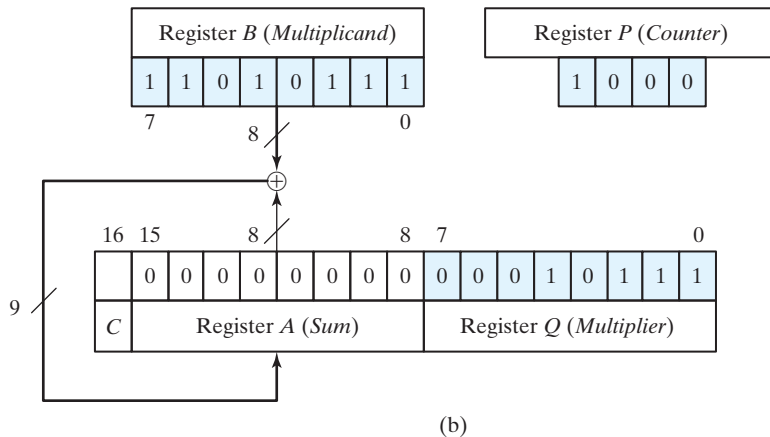 Register B (Multiplicand)
Register P (Counter)
1 1 0 1 0 1 1 1
1 0 0 0
7 8 0
16 15 8 8 7 0
0 0 0 0 0 0 0 0 0 0 0 1 0 1 1 1
9
C Register A (Sum) Register Q (Multiplier)
(b)